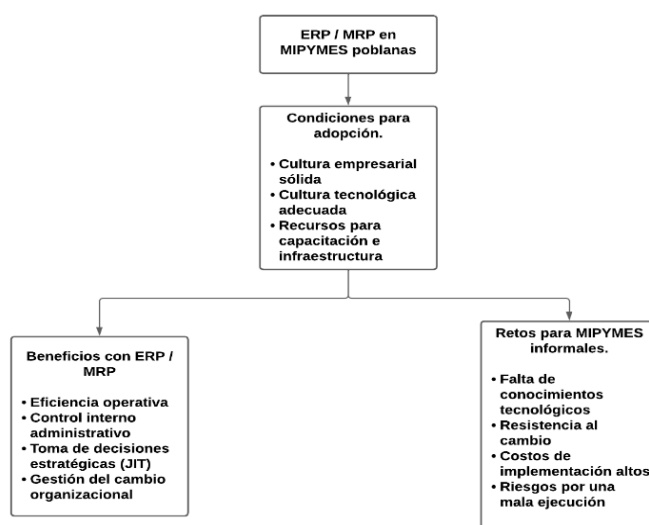 ERP / MRP en
MIPYMES poblanas
Condiciones para
adopción.
• Cultura empresarial
sólida
• Cultura tecnológica
adecuada
• Recursos para
capacitación e
infraestructura
Beneficios con ERP /
MRP
• Eficiencia operativa
• Control interno
administrativo
• Toma de decisiones
estratégicas (JIT)
• Gestión del cambio
organizacional
Retos para MIPYMES
informales.
• Falta de
conocimientos
tecnológicos
• Resistencia al
cambio
• Costos de
implementación altos
• Riesgos por una
mala ejecución